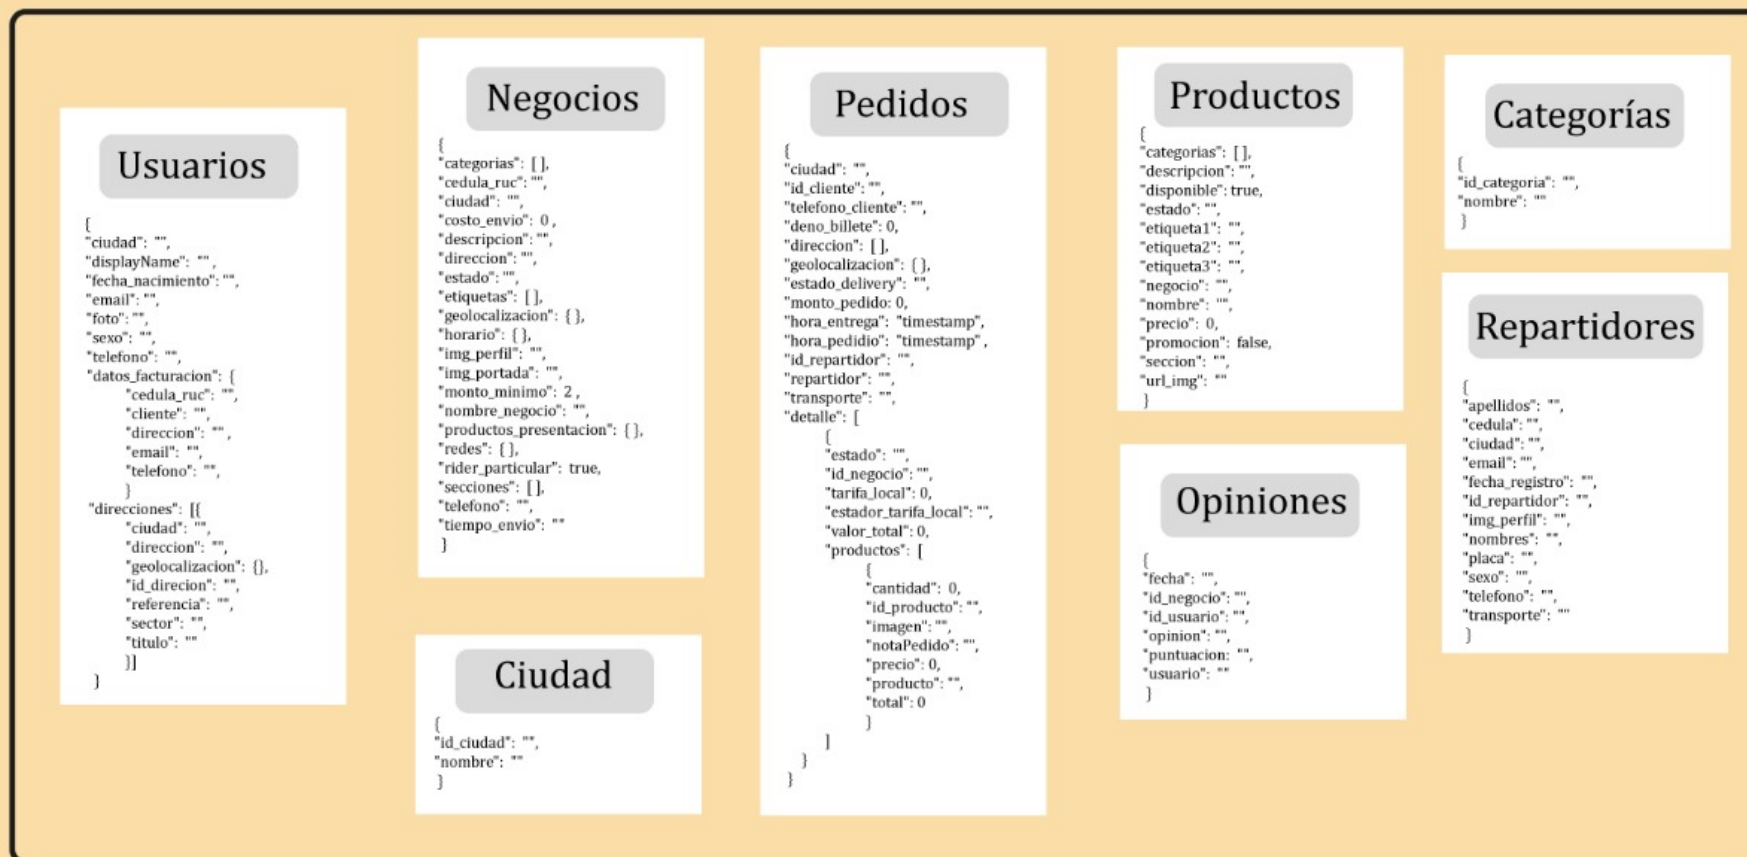 Usuarios
{
"ciudad": "",
"displayName": "",
"fecha_nacimiento":"",
"email": "",
"foto": "",
"sexo": "",
"telefono": "",
"datos_facturacion": {
"cedula_ruc": "",
"cliente": "",
"direccion": "",
"email": "",
"telefono": "",
}
"direcciones": [{
"ciudad": "",
"direccion": "",
"geolocalizacion": {},
"id_direcion": "",
"referencia": "",
"sector": "",
"titulo": ""
}]
}
Negocios
{
"categorias": [ ],
"cedula_ruc": "",
"ciudad": "",
"costo_envio": 0 ,
"descripcion": "",
"direccion": "",
"estado": "",
"etiquetas": [ ],
"geolocalizacion": { },
"horario": { },
"img_perfil": "",
"img_portada": "",
"monto_minimo": 2 ,
"nombre_negocio": "",
"productos_presentacion": { },
"redes": { },
"rider_particular": true,
"secciones": [ ],
"telefono": "",
"tiempo_envio": ""
}
Ciudad
{
"id_ciudad": "",
"nombre": ""
}
Pedidos
{
"ciudad": "",
"id_cliente": "",
"telefono_cliente": "",
"deno_billete": 0,
"direccion": [ ],
"geolocalizacion": { },
"estado_delivery": "",
"monto_pedido: 0,
"hora_entrega": "timestamp",
"hora_pedidio": "timestamp",
"id_repartidor": "",
"repartidor": "",
"transporte": "",
"detalle": [
{
"estado": "",
"id_negocio": "",
"tarifa_local": 0,
"estador_tarifa_local": "",
"valor_total": 0,
"productos": [
{
"cantidad": 0,
"id_producto": "",
"imagen": "",
"notaPedido": "",
"precio": 0,
"producto": "",
"total": 0
}
]
}
}
Productos
{
"categorias": [ ],
"descripcion": "",
"disponible": true,
"estado": "",
"etiqueta1": "",
"etiqueta2": "",
"etiqueta3": "",
"negocio": "",
"nombre": "",
"precio": 0,
"promocion": false,
"seccion": "",
"url_img": ""
}
Opiniones
{
"fecha": "",
"id_negocio": "",
"id_usuario": "",
"opinion": "",
"puntuacion: "",
"usuario": ""
}
Categorías
{
"id_categoria": "",
"nombre": ""
}
Repartidores
{
"apellidos": "",
"cedula": "",
"ciudad": "",
"email": "",
"fecha_registro": "",
"id_repartidor": "",
"img_perfil": "",
"nombres": "",
"placa": "",
"sexo": "",
"telefono": "",
"transporte": ""
}